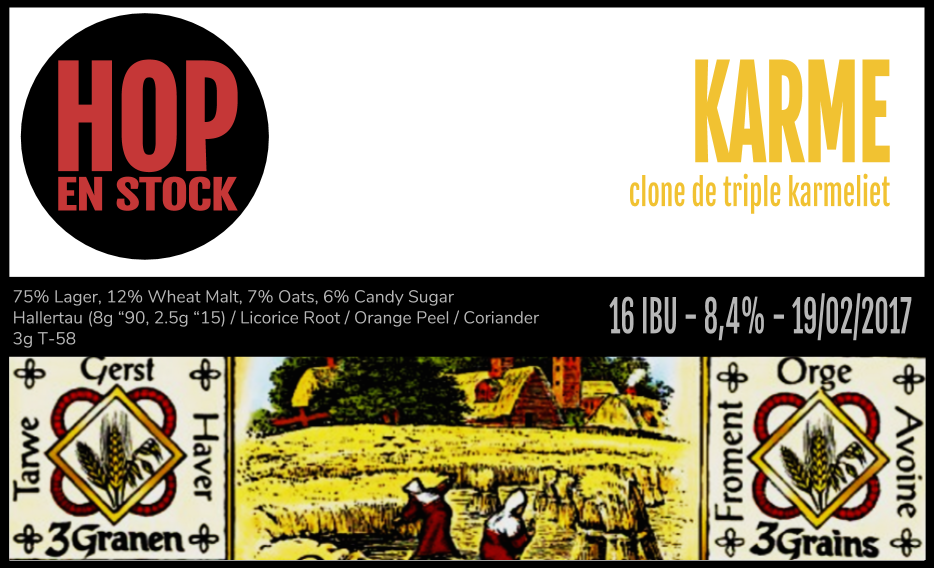 HOP
EN STOCK
KARME
clone de triple karmeliet
75% Lager, 12% Wheat Malt, 7% Oats, 6% Candy Sugar
Hallertau (8g “90, 2.5g “15) / Licorice Root / Orange Peel / Coriander
3g T-58
16 IBU - 8,4% - 19/02/2017
Gerst
Tarwe
Haver
3Granen
Orge
Froment
Avoine
3Grains